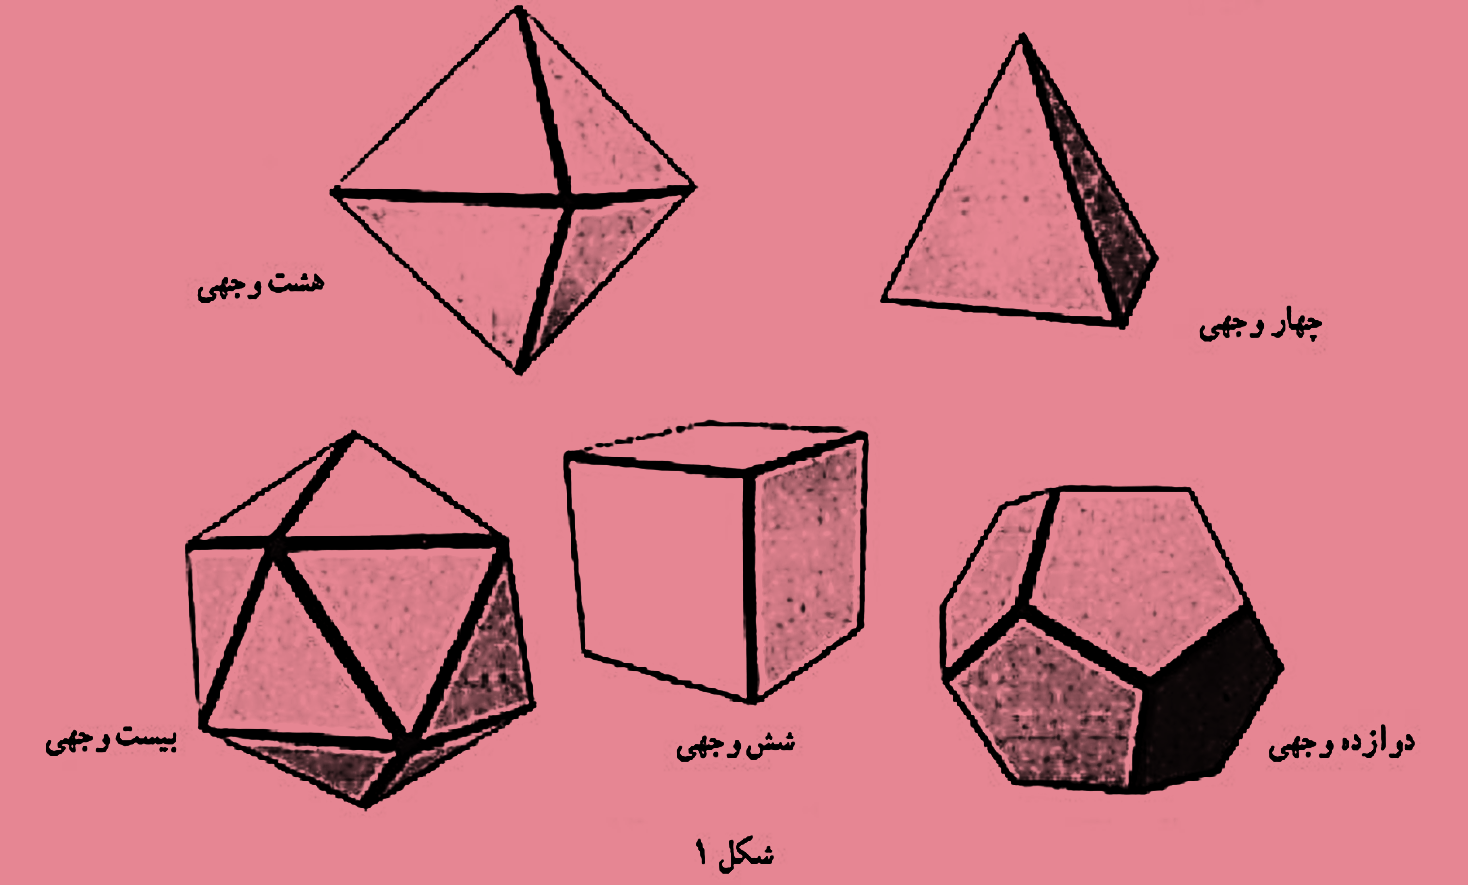 چهار وجهی
هشت وجهی
دوازده وجهی
شش وجهی
بیست وجهی
شکل ۱